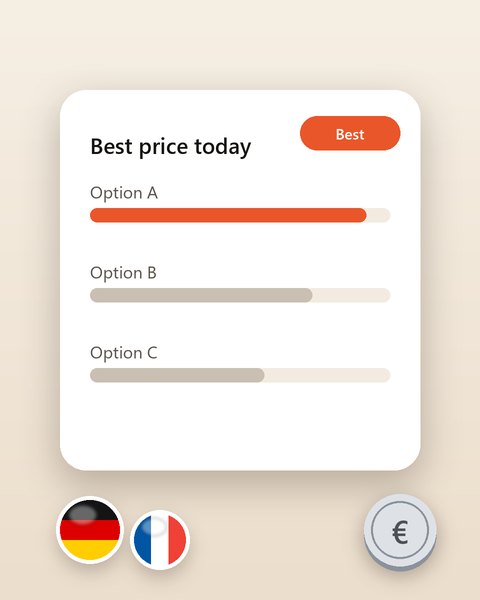 Best
Best price today
Option A
Option B
Option C
€